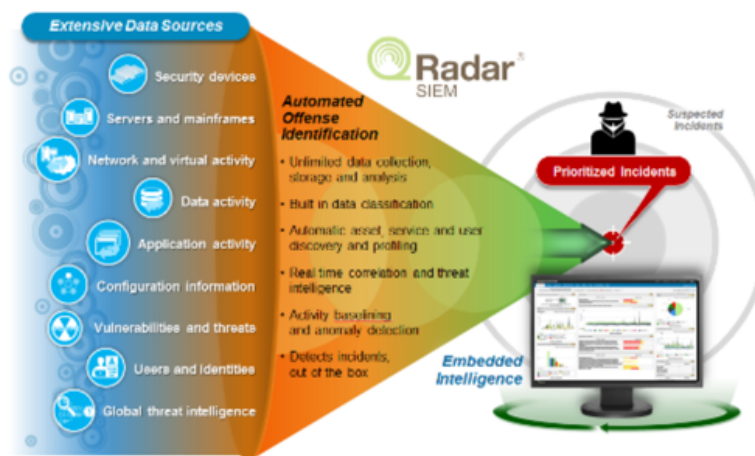 Extensive Data Sources
Security devices
Servers and mainframes
Network and virtual activity
Data activity
Application activity
Configuration information
Vulnerabilities and threats
Users and Identities
Global threat intelligence
Automated
Offense
Identification
• Unlimited data collection,
storage and analysis
• Built in data classification
• Automatic asset, service and user
discovery and profiling
• Real time correlation and threat
intelligence
• Activity baselining
and anomaly detection
• Detects incidents,
out of the box
QRadar®
SIEM
Suspected
Incidents
Prioritized Incidents
Embedded
Intelligence